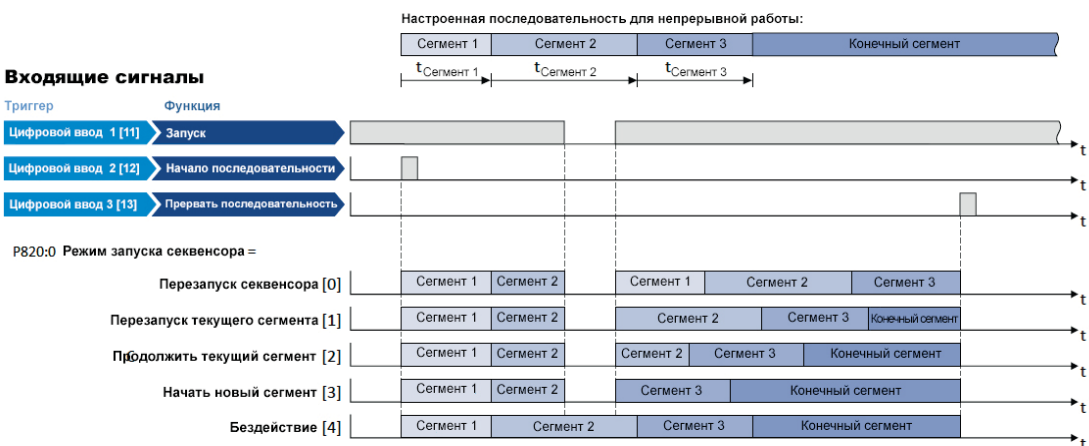 Настроенная последовательность для непрерывной работы:
Сегмент 1 Сегмент 2 Сегмент 3 Конечный сегмент
tСегмент 1 tСегмент 2 tСегмент 3
Входящие сигналы
Триггер Функция
Цифровой ввод 1 [11] Запуск t
Цифровой ввод 2 [12] Начало последовательности t
Цифровой ввод 3 [13] Прервать последовательность t
P820:0 Режим запуска секвенсора =
Перезапуск секвенсора [0] Сегмент 1 Сегмент 2 Сегмент 1 Сегмент 2 Сегмент 3 t
Перезапуск текущего сегмента [1] Сегмент 1 Сегмент 2 Сегмент 2 Сегмент 3 Конечный сегмент t
Продолжить текущий сегмент [2] Сегмент 1 Сегмент 2 Сегмент 2 Сегмент 3 Конечный сегмент t
Начать новый сегмент [3] Сегмент 1 Сегмент 2 Сегмент 3 Конечный сегмент t
Бездействие [4] Сегмент 1 Сегмент 2 Сегмент 3 Конечный сегмент t